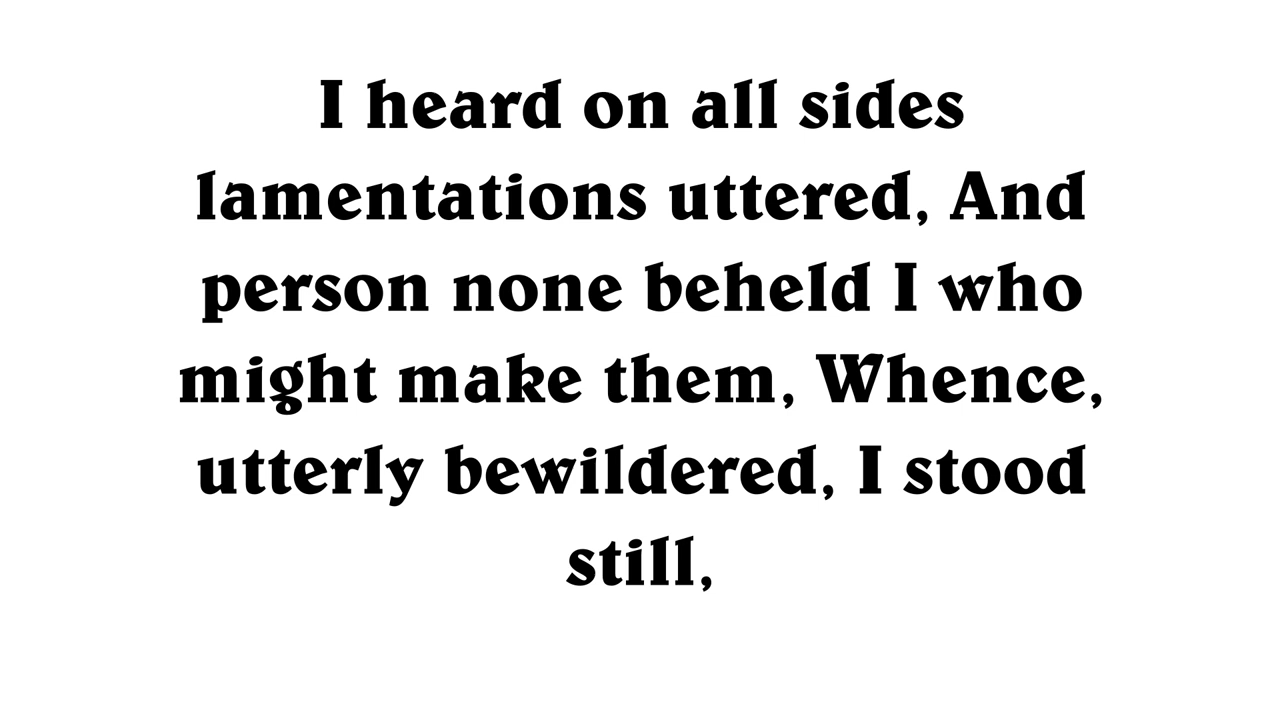 I heard on all sides
lamentations uttered, And
person none beheld I who
might make them, Whence,
utterly bewildered, I stood
still,